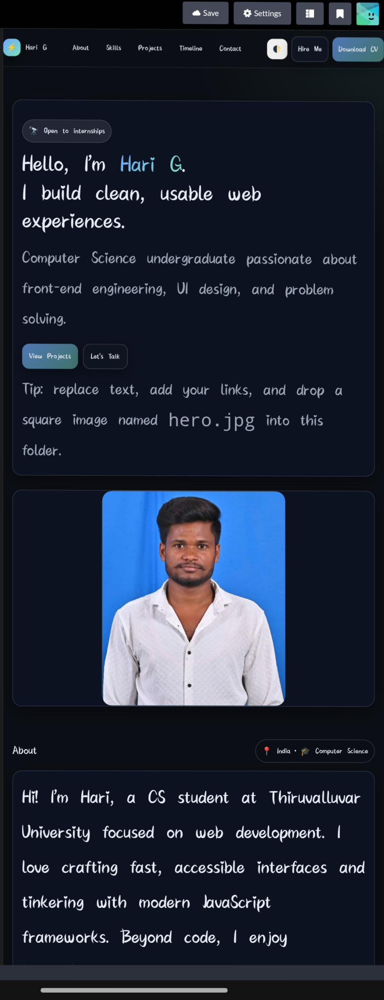 Save Settings
Hari G About Skills Projects Timeline Contact Hire Me Download CV
Open to internships
Hello, I'm Hari G.
I build clean, usable web
experiences.
Computer Science undergraduate passionate about
front-end engineering, UI design, and problem
solving.
View Projects Let's Talk
Tip: replace text, add your links, and drop a
square image named hero.jpg into this
folder.
About India • Computer Science
Hi! I'm Hari, a CS student at Thiruvalluvar
University focused on web development. I
love crafting fast, accessible interfaces and
tinkering with modern JavaScript
frameworks. Beyond code, I enjoy